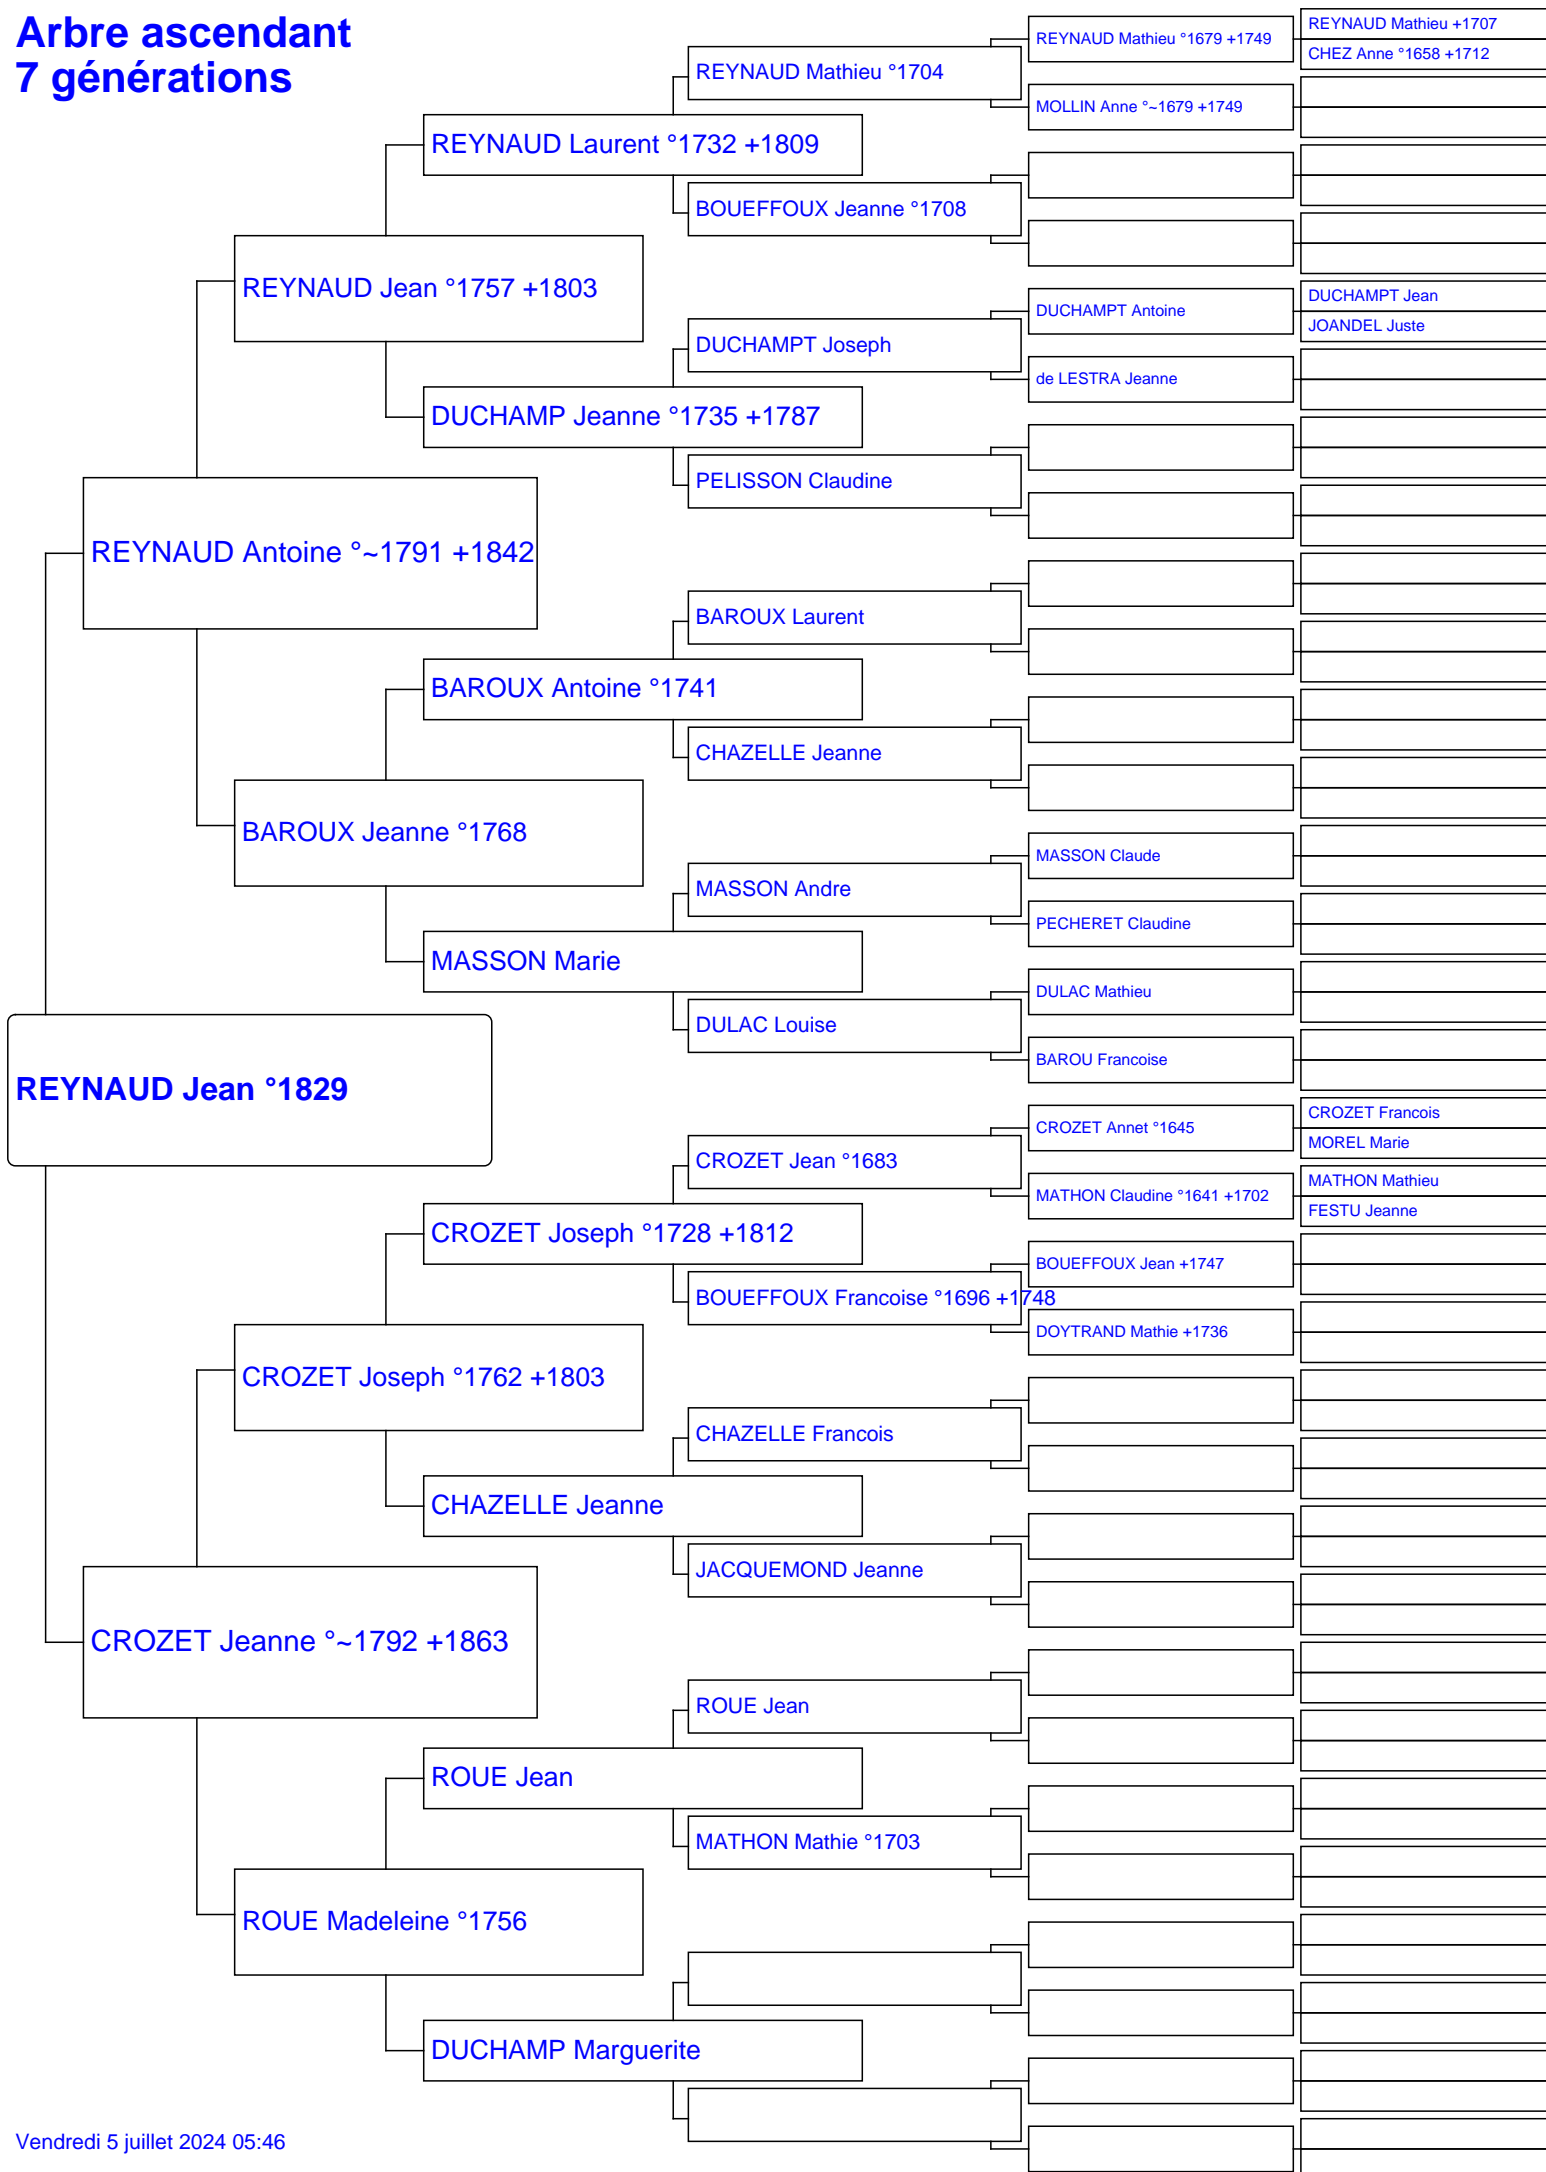 Arbre ascendant
7 générations
REYNAUD Mathieu °1679 +1749
REYNAUD Mathieu +1707
CHEZ Anne °1658 +1712
REYNAUD Mathieu °1704
MOLLIN Anne °~1679 +1749
REYNAUD Laurent °1732 +1809
BOUEFFOUX Jeanne °1708
REYNAUD Jean °1757 +1803
DUCHAMPT Antoine
DUCHAMPT Jean
JOANDEL Juste
DUCHAMPT Joseph
de LESTRA Jeanne
DUCHAMP Jeanne °1735 +1787
PELISSON Claudine
REYNAUD Antoine °~1791 +1842
BAROUX Laurent
BAROUX Antoine °1741
CHAZELLE Jeanne
BAROUX Jeanne °1768
MASSON Claude
MASSON Andre
PECHERET Claudine
MASSON Marie
DULAC Mathieu
DULAC Louise
BAROU Francoise
REYNAUD Jean °1829
CROZET Annet °1645
CROZET Francois
MOREL Marie
CROZET Jean °1683
MATHON Claudine °1641 +1702
MATHON Mathieu
FESTU Jeanne
CROZET Joseph °1728 +1812
BOUEFFOUX Jean +1747
BOUEFFOUX Francoise °1696 +1748
DOYTRAND Mathie +1736
CROZET Joseph °1762 +1803
CHAZELLE Francois
CHAZELLE Jeanne
JACQUEMOND Jeanne
CROZET Jeanne °~1792 +1863
ROUE Jean
ROUE Jean
MATHON Mathie °1703
ROUE Madeleine °1756
DUCHAMP Marguerite
Vendredi 5 juillet 2024 05:46